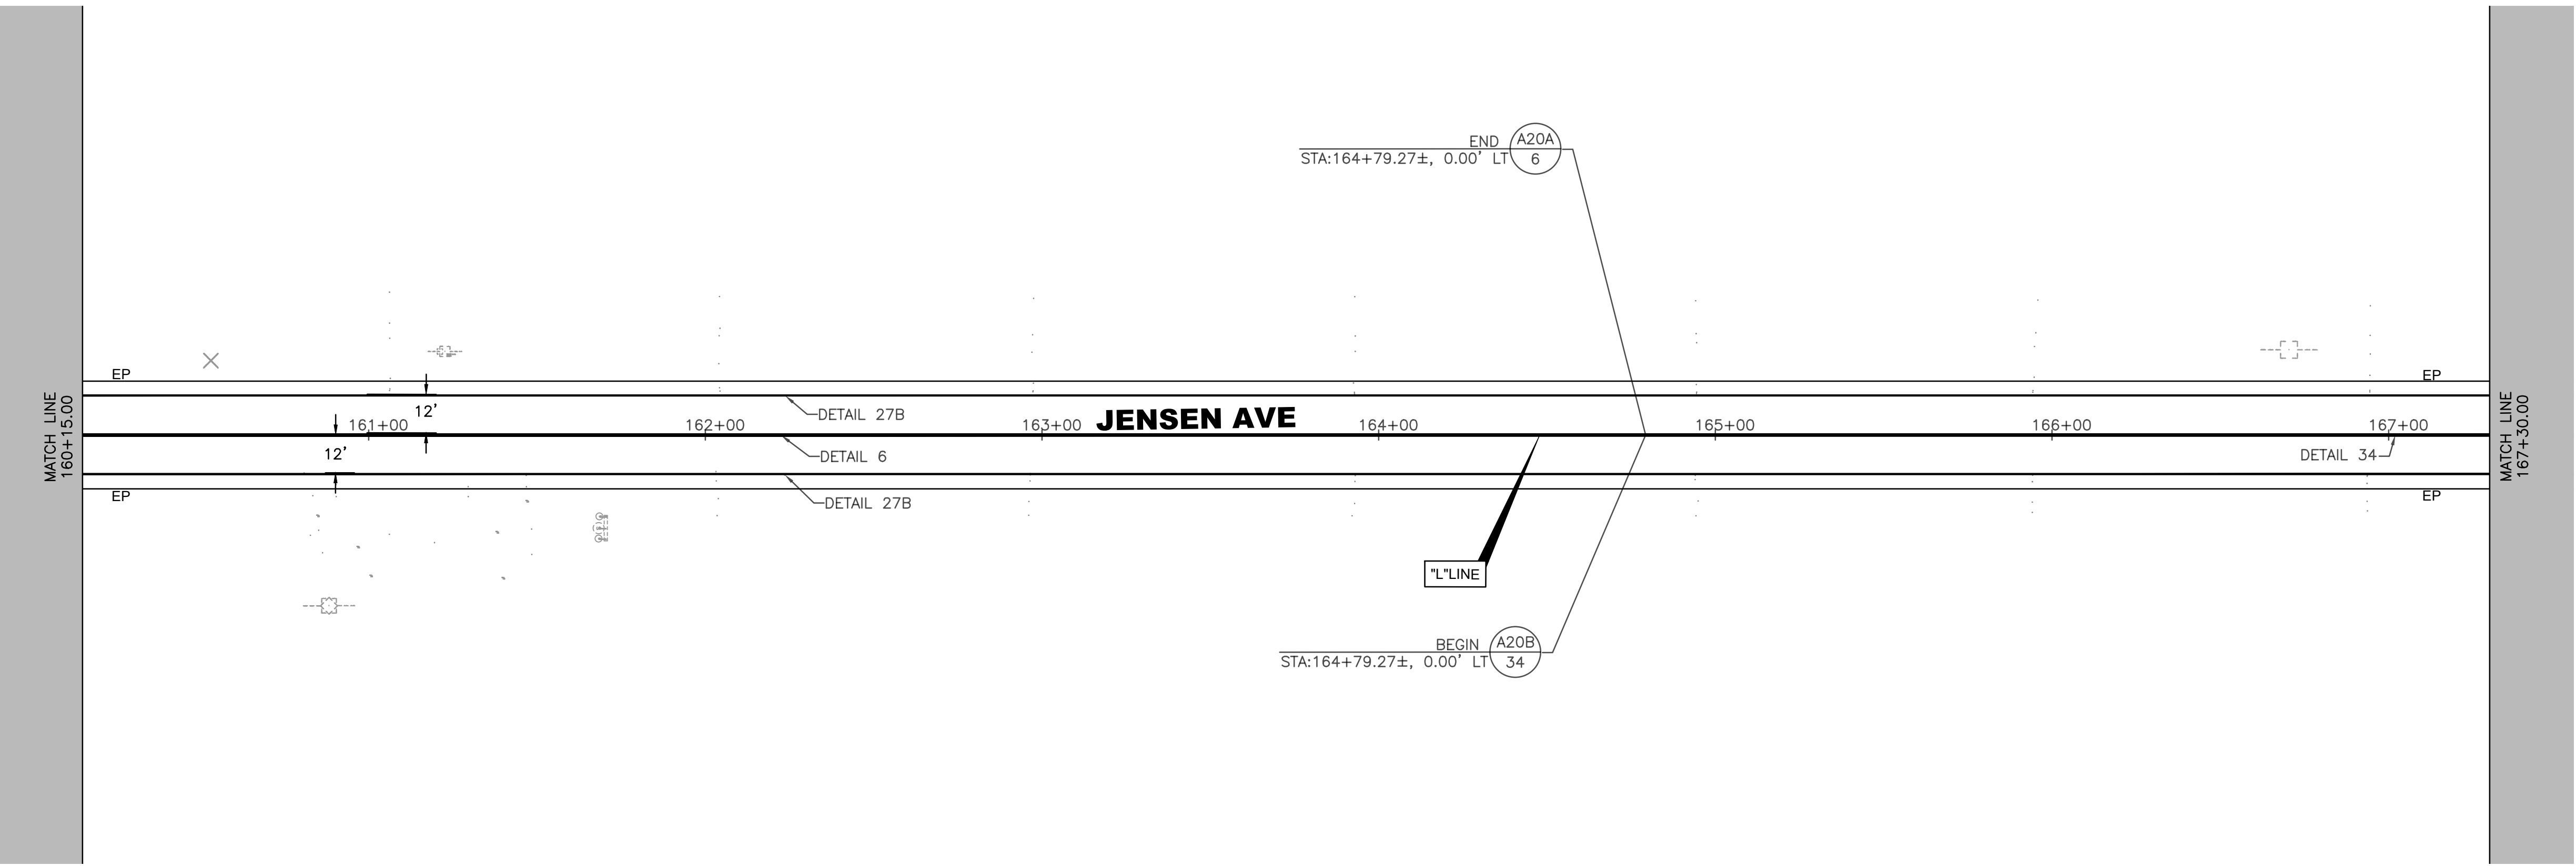 END
A20A
STA:164+79.27±, 0.00' LT
6
EP
EP
12'
DETAIL 27B
JENSEN AVE
161+00
162+00
163+00
164+00
165+00
166+00
167+00
MATCH LINE
160+15.00
MATCH LINE
167+30.00
12'
DETAIL 6
DETAIL 34
EP
EP
DETAIL 27B
"L"LINE
BEGIN
A20B
STA:164+79.27±, 0.00' LT
34